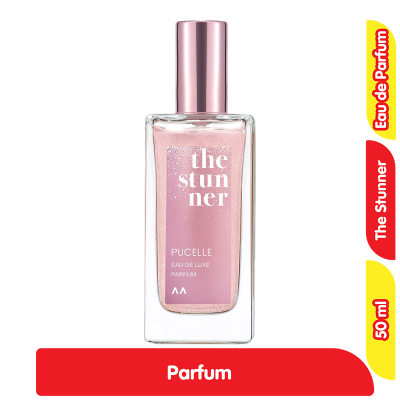 the
stun
ner
PUCELLE
EAU DE LUXE
PARFUM
Eau de Parfum
The Stunner
50 ml
Parfum